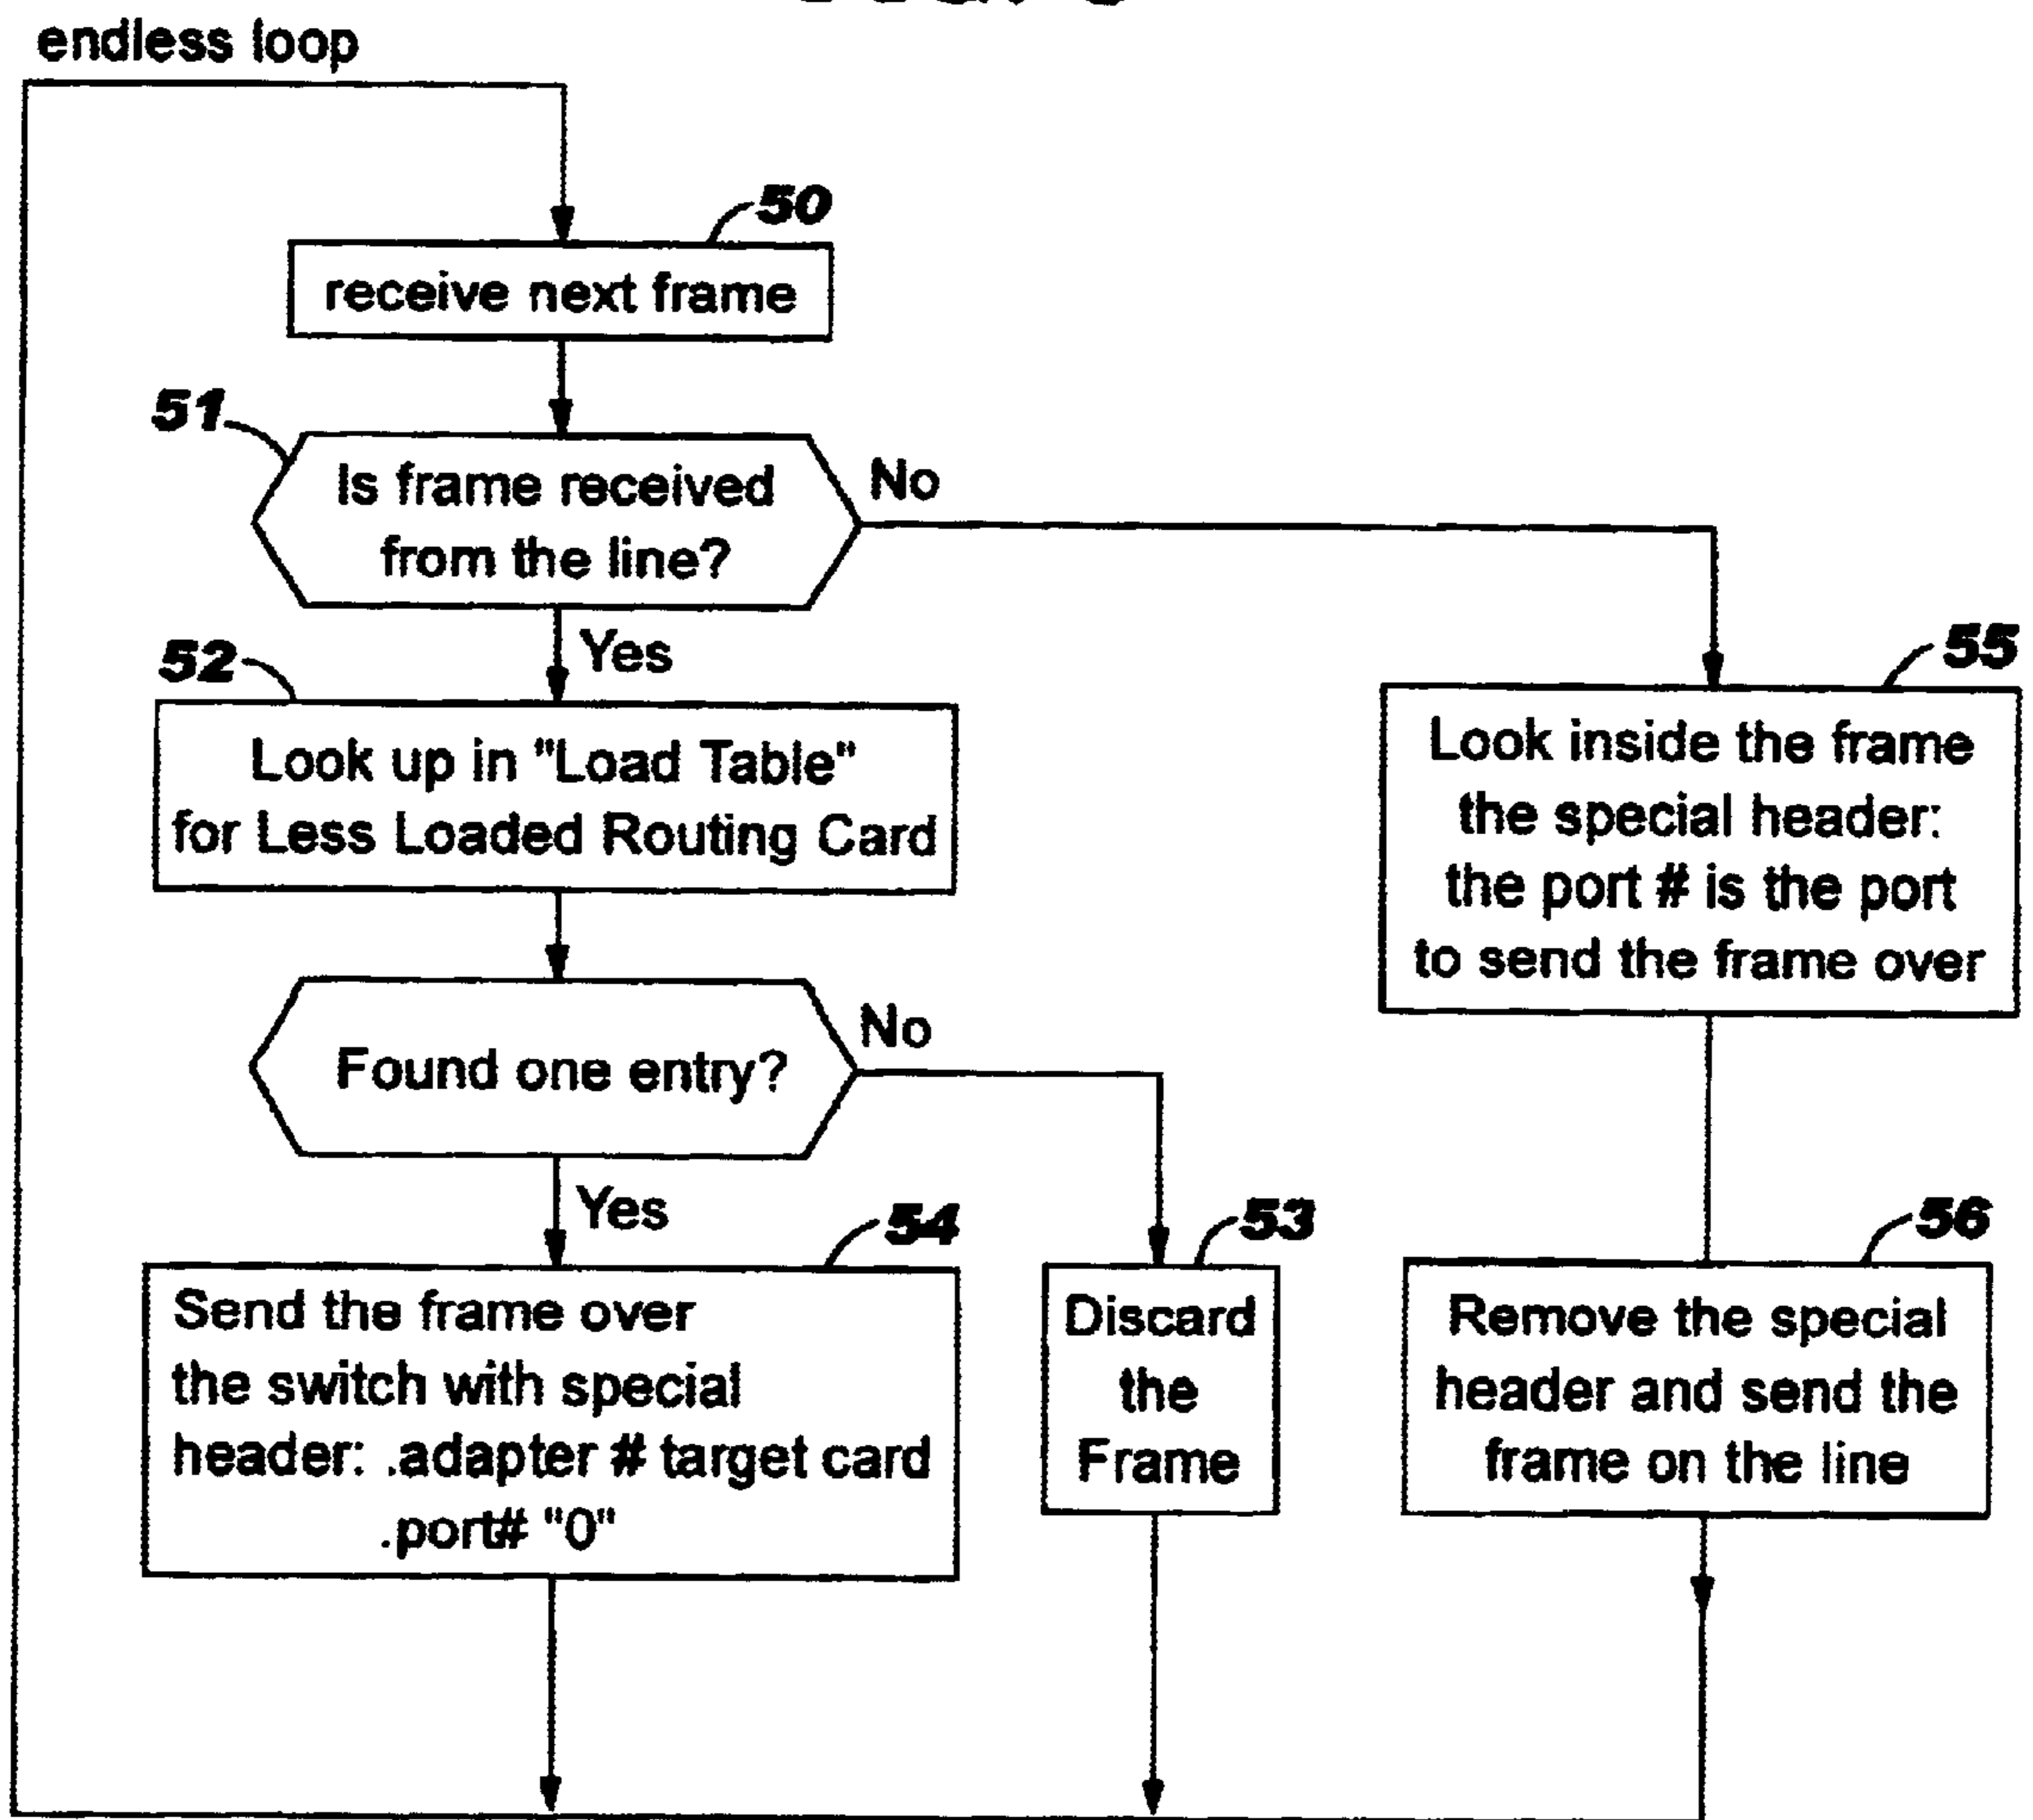 endless loop
50
receive next frame
51
Is frame received
from the line?
No
Yes
52
Look up in "Load Table"
for Less Loaded Routing Card
55
Look inside the frame
the special header:
the port # is the port
to send the frame over
Found one entry?
No
Yes
54
Send the frame over
the switch with special
header: .adapter # target card
.port# "0"
53
Discard
the
Frame
56
Remove the special
header and send the
frame on the line